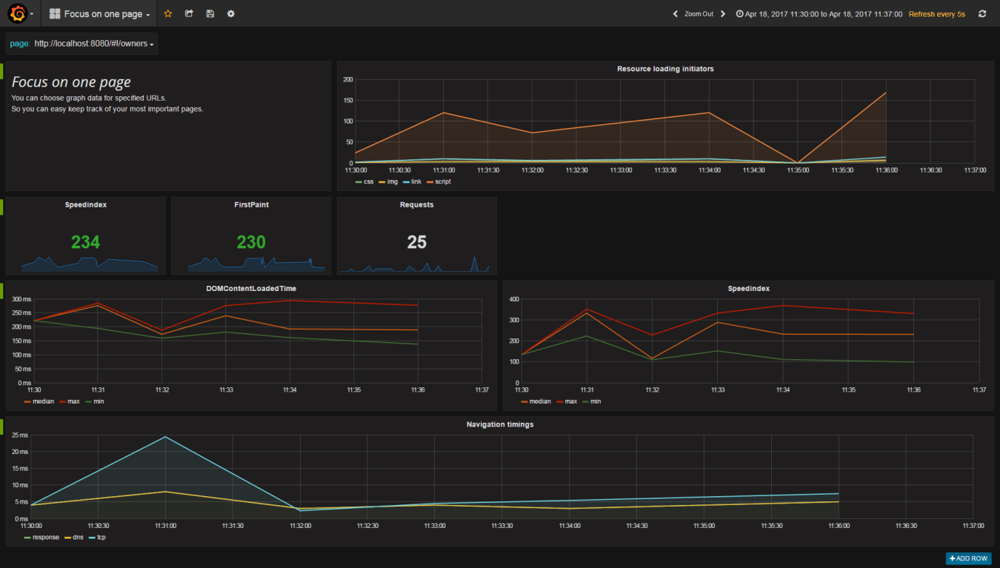 Focus on one page
Zoom Out
Apr 18, 2017 11:30:00 to Apr 18, 2017 11:37:00 Refresh every 5s
page: http://localhost:8080/#!/owners
Focus on one page
You can choose graph data for specified URLs.
So you can easy keep track of your most important pages.
Resource loading initiators
200
150
100
50
0
11:30:00 11:30:30 11:31:00 11:31:30 11:32:00 11:32:30 11:33:00 11:33:30 11:34:00 11:34:30 11:35:00 11:35:30 11:36:00 11:36:30 11:37:00
css img link script
Speedindex
234
FirstPaint
230
Requests
25
DOMContentLoadedTime
300 ms
250 ms
200 ms
150 ms
100 ms
50 ms
0 ms
11:30 11:31 11:32 11:33 11:34 11:35 11:36 11:37
median max min
Speedindex
400
300
200
100
0
11:30 11:31 11:32 11:33 11:34 11:35 11:36 11:37
median max min
Navigation timings
25 ms
20 ms
15 ms
10 ms
5 ms
0 ms
11:30:00 11:30:30 11:31:00 11:31:30 11:32:00 11:32:30 11:33:00 11:33:30 11:34:00 11:34:30 11:35:00 11:35:30 11:36:00 11:36:30 11:37:00
response dns tcp
+ADD ROW